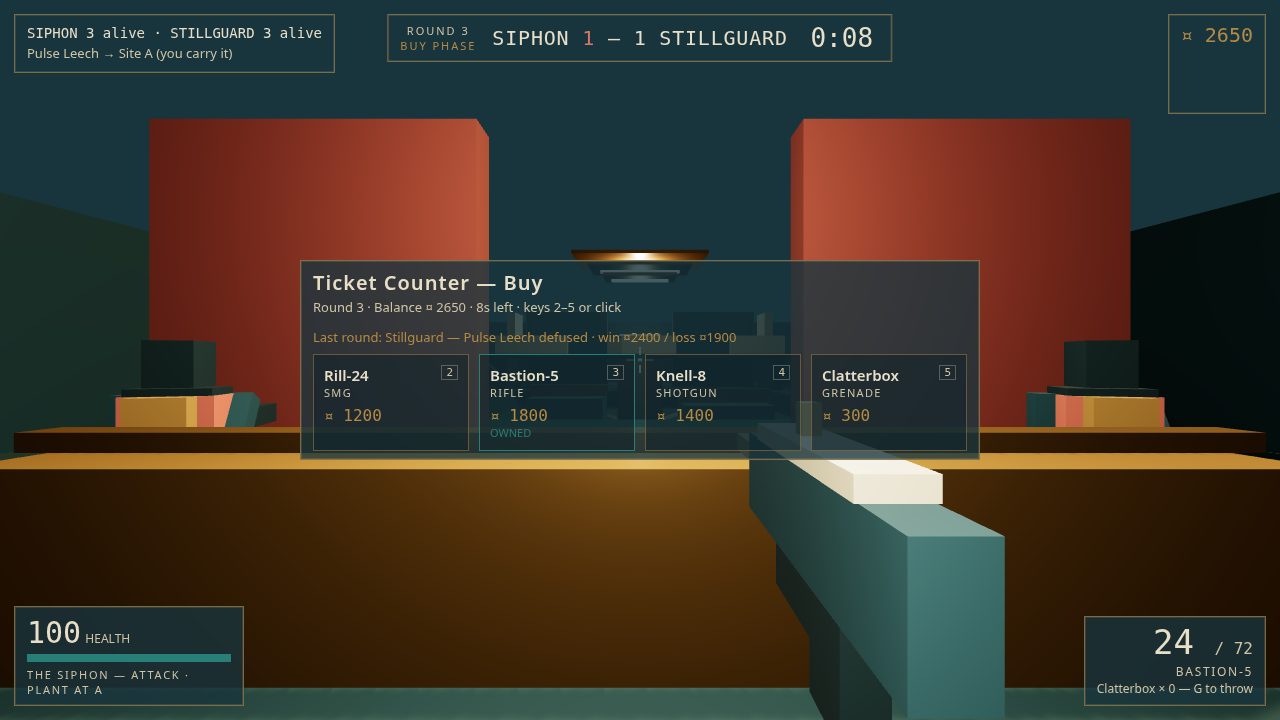 SIPHON 3 alive · STILLGUARD 3 alive
Pulse Leech → Site A (you carry it)
ROUND 3
BUY PHASE
SIPHON 1 — 1 STILLGUARD
0:08
¤ 2650
Ticket Counter — Buy
Round 3 · Balance ¤ 2650 · 8s left · keys 2–5 or click
Last round: Stillguard — Pulse Leech defused · win ¤2400 / loss ¤1900
Rill-24 2
SMG
¤ 1200
Bastion-5 3
RIFLE
¤ 1800
OWNED
Knell-8 4
SHOTGUN
¤ 1400
Clatterbox 5
GRENADE
¤ 300
100 HEALTH
THE SIPHON — ATTACK ·
PLANT AT A
24 / 72
BASTION-5
Clatterbox × 0 — G to throw